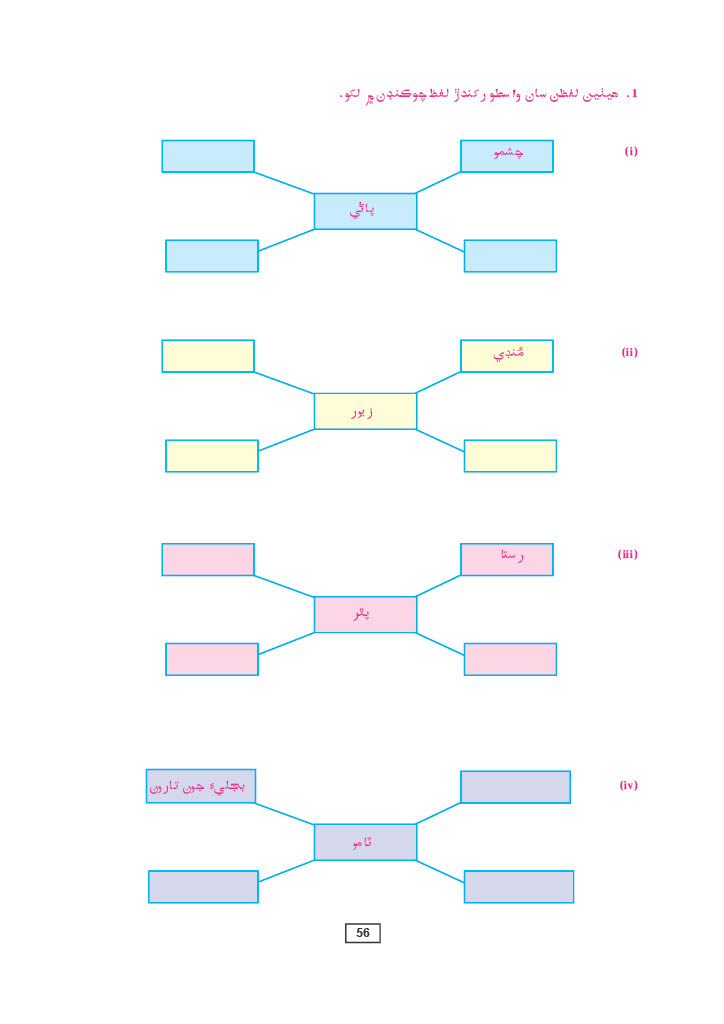 1. هيٺين لفظن سان واسطو رکندڙ لفظ چوڪنڊن ۾ لکو.
(i) چشمو
پاڻي
(ii) مُنڊي
زيور
(iii) رستا
پٿر
(iv) بجليءَ جون تارون
ٽامو
56